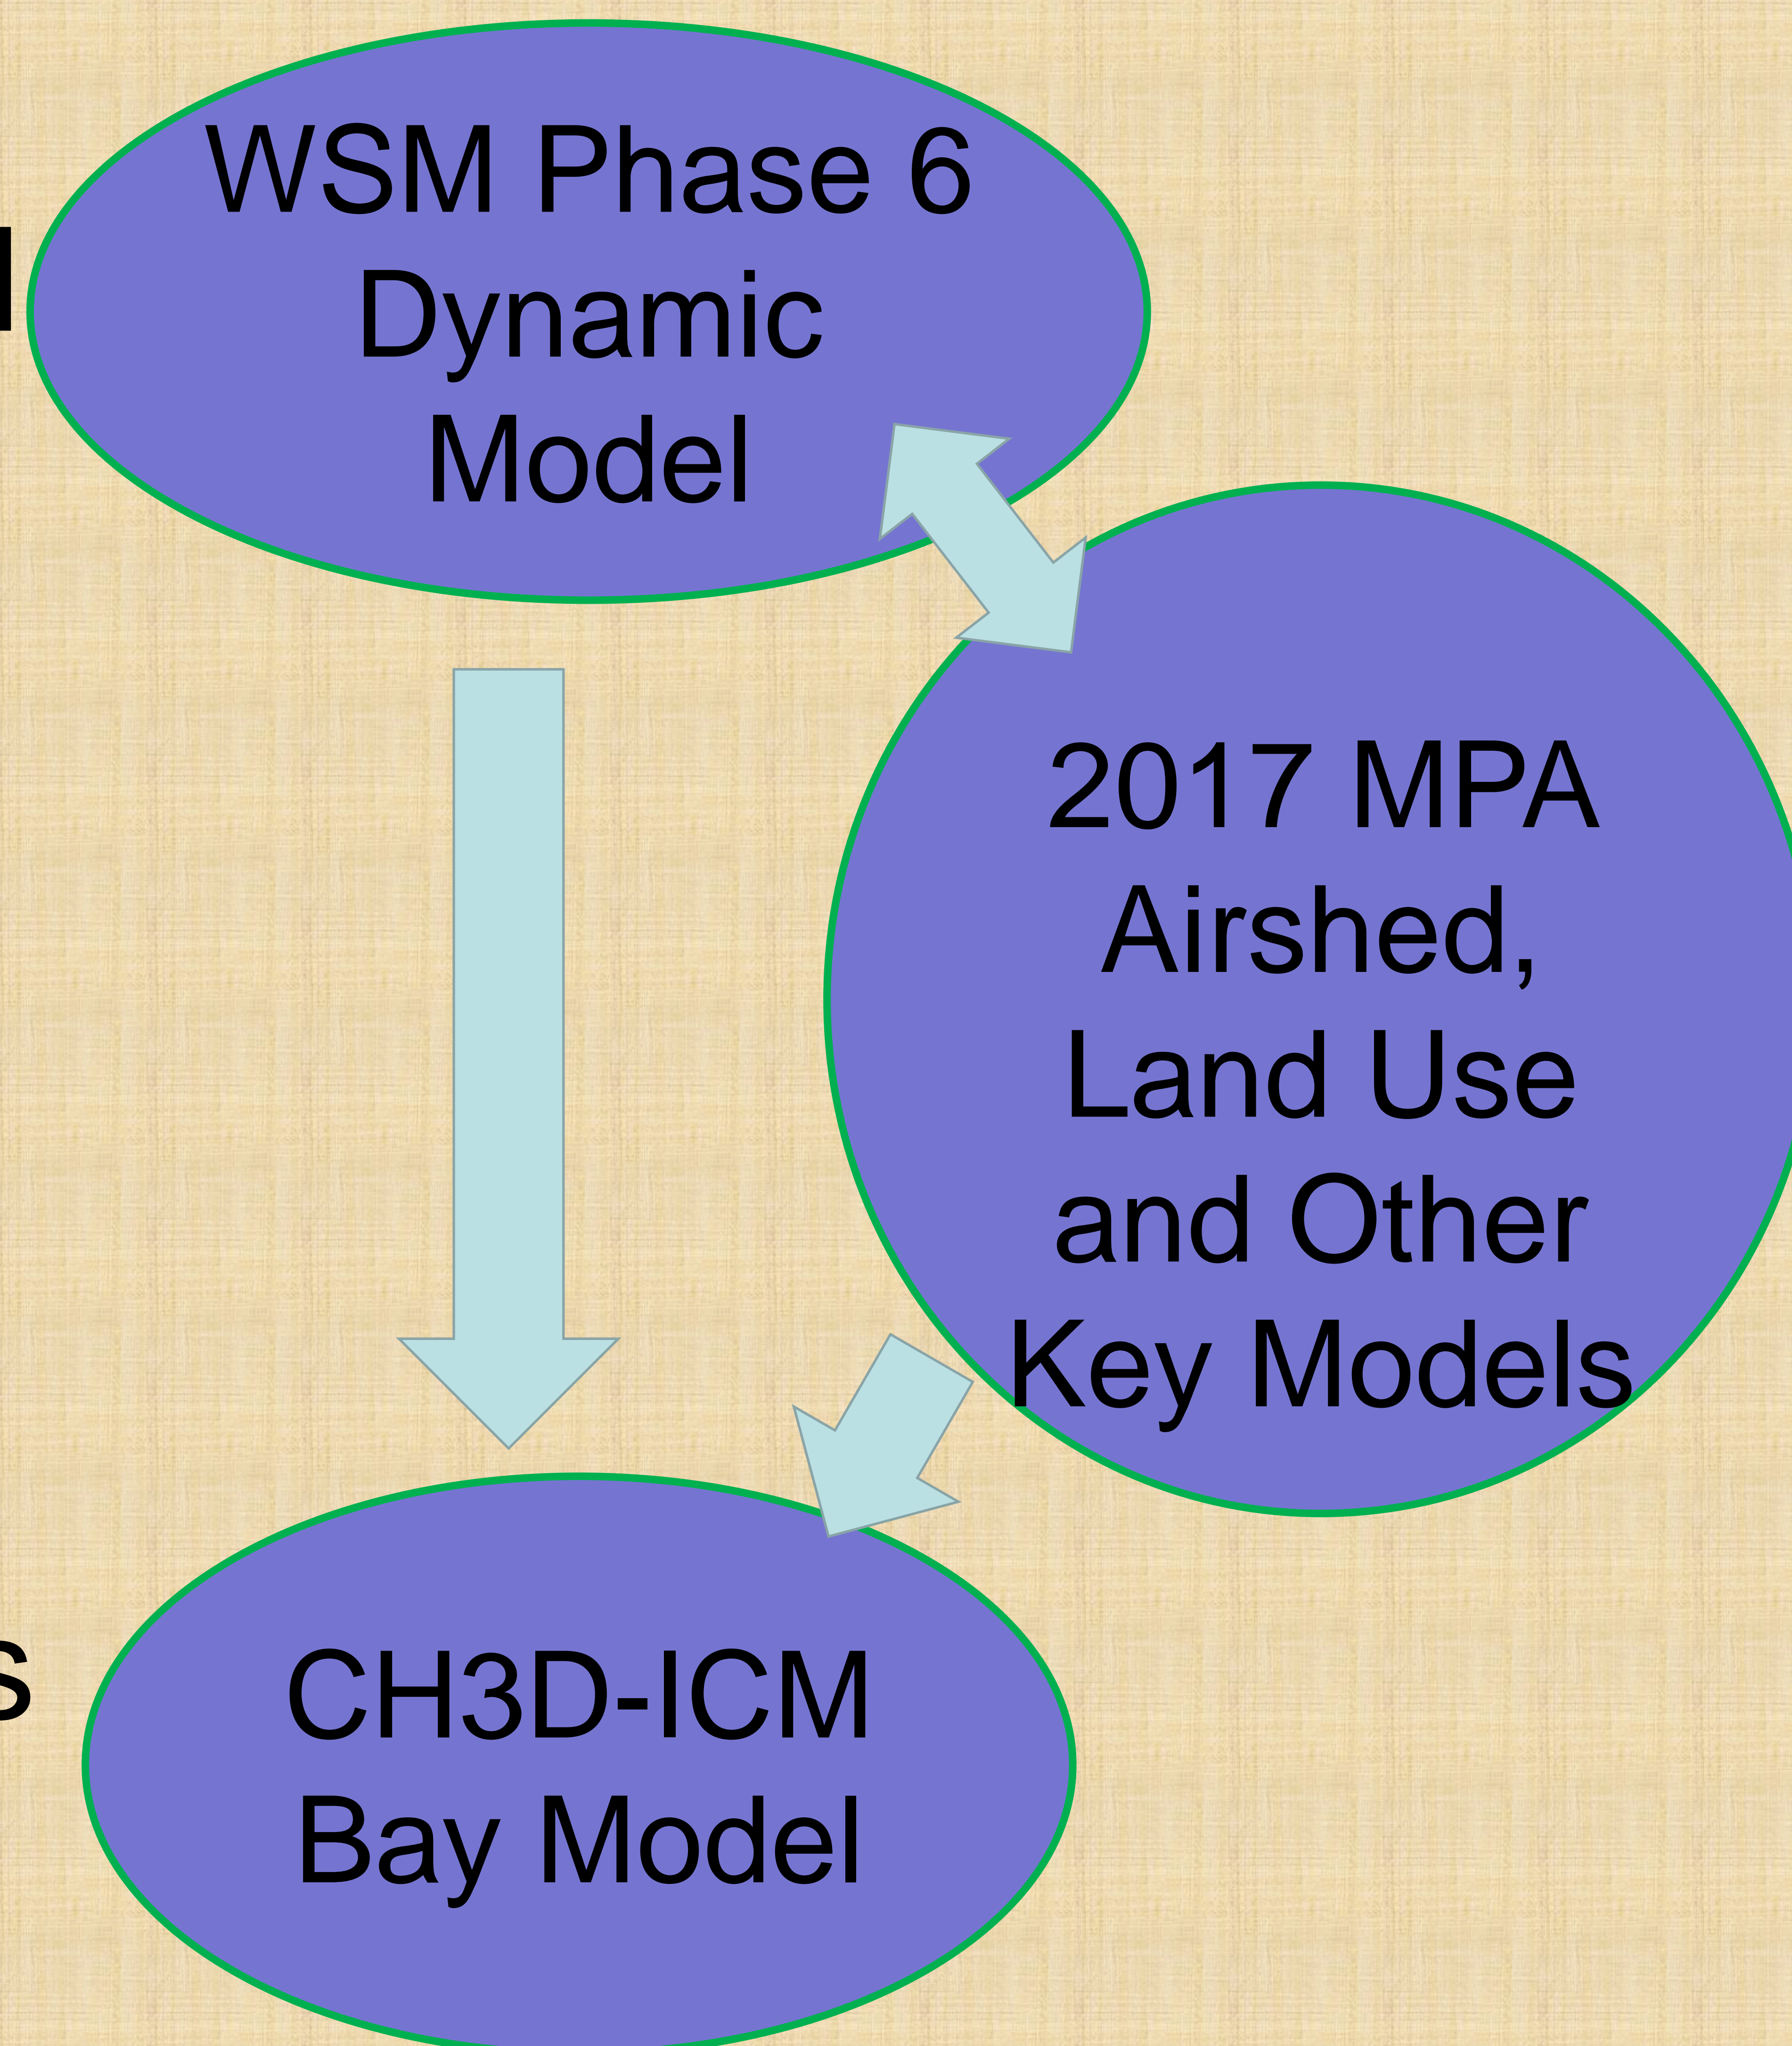 WSM Phase 6
Dynamic
Model
2017 MPA
Airshed,
Land Use
and Other
Key Models
s
CH3D-ICM
Bay Model